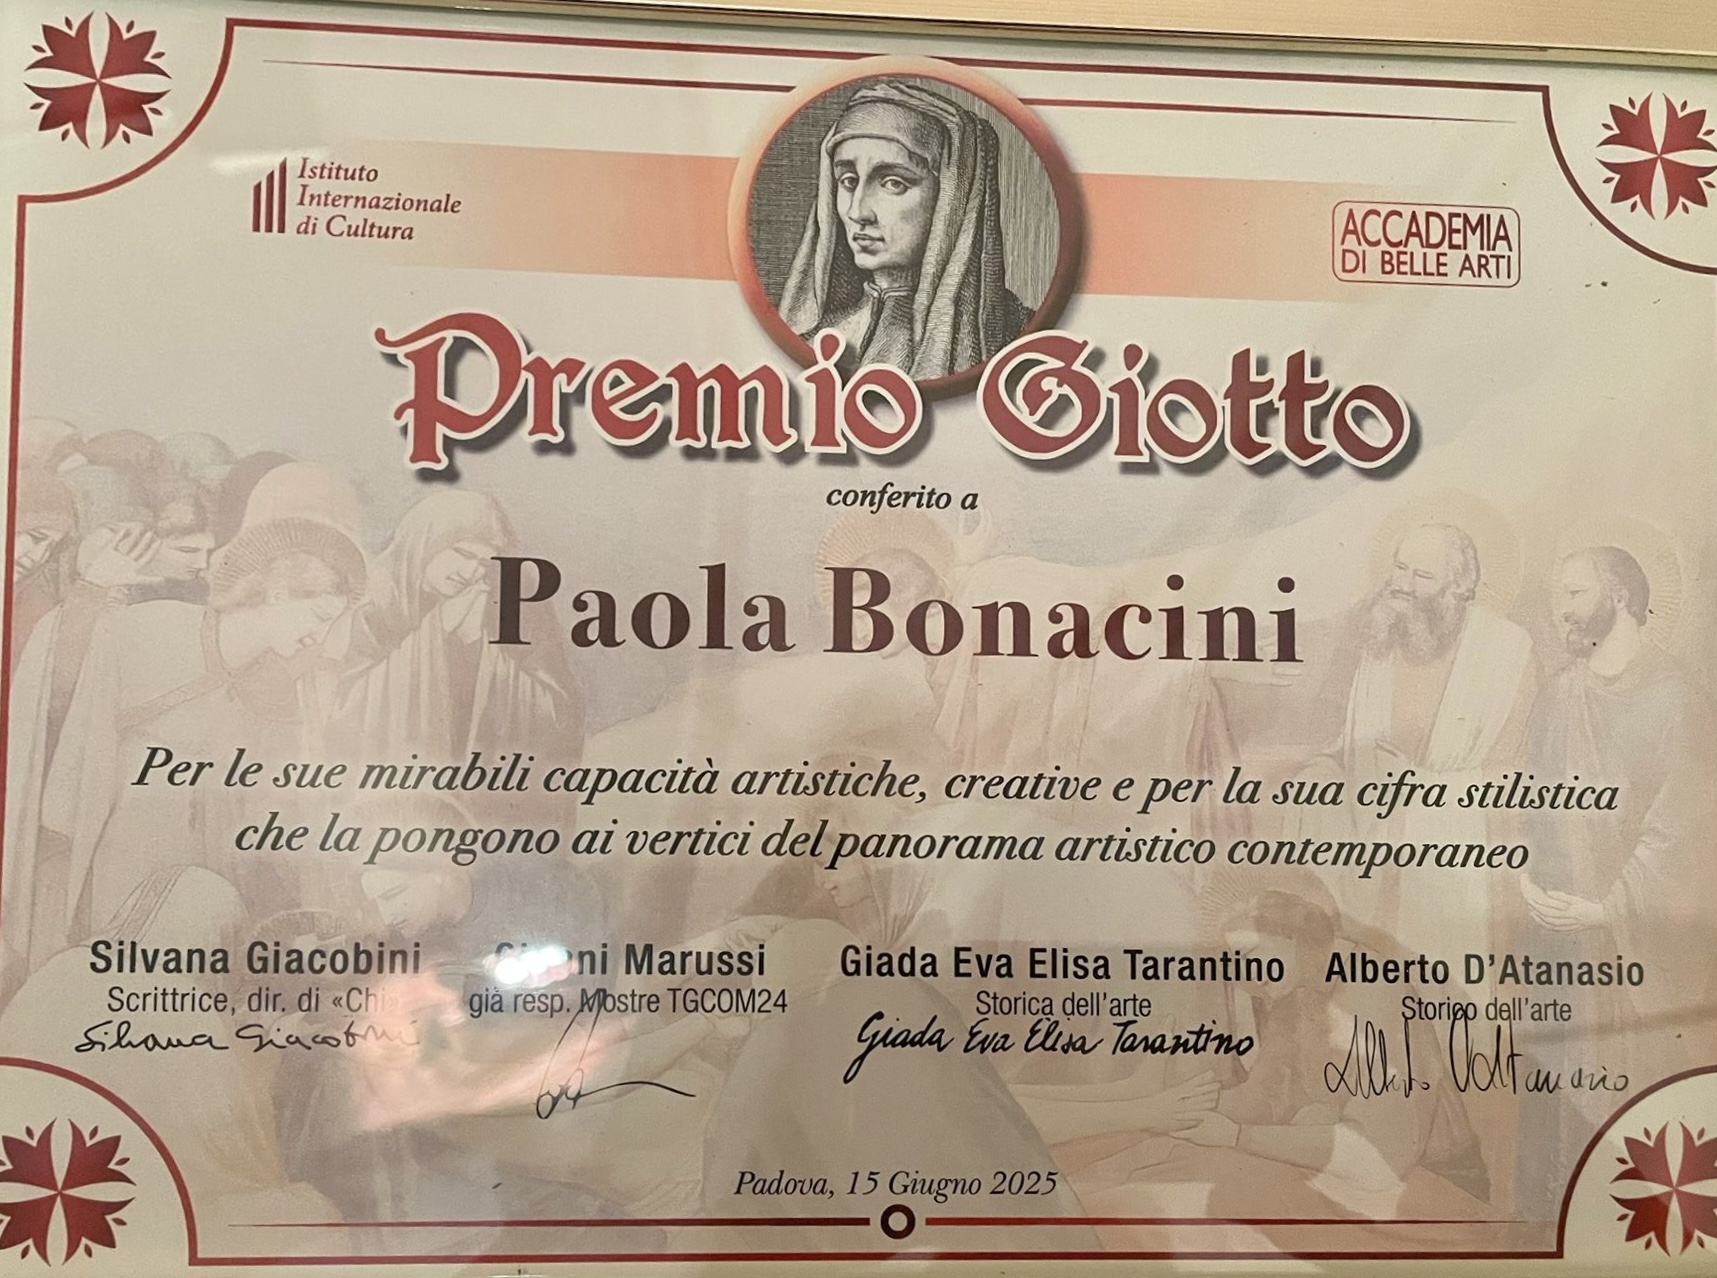 Istituto
Internazionale
di Cultura
ACCADEMIA
DI BELLE ARTI
Premio Giotto
conferito a
Paola Bonacini
Per le sue mirabili capacità artistiche, creative e per la sua cifra stilistica
che la pongono ai vertici del panorama artistico contemporaneo
Silvana Giacobini
Scrittrice, dir. di «Chi»
Silvana Giacobini
Marussi
già resp. Mostre TGCOM24
Giada Eva Elisa Tarantino
Storica dell'arte
Giada Eva Elisa Tarantino
Alberto D'Atanasio
Storico dell'arte
Alberto D'Atanasio
Padova, 15 Giugno 2025